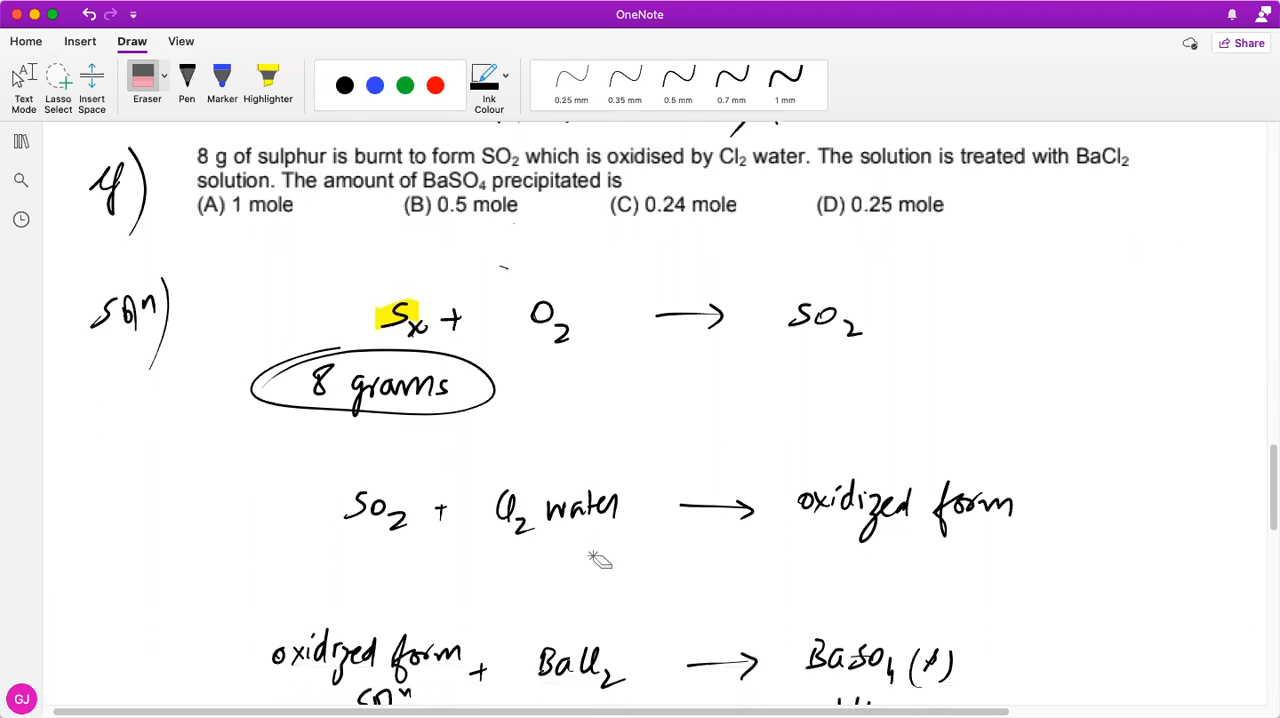 OneNote
Home Insert Draw View
Share
Text Mode
Lasso Select
Insert Space
Eraser
Pen
Marker
Highlighter
Ink Colour
0.25 mm 0.35 mm 0.5 mm 0.7 mm 1 mm
8 g of sulphur is burnt to form SO₂ which is oxidised by Cl₂ water. The solution is treated with BaCl₂
solution. The amount of BaSO₄ precipitated is
(A) 1 mole (B) 0.5 mole (C) 0.24 mole (D) 0.25 mole
solⁿ) Sₓ + O₂ → SO₂
8 grams
SO₂ + Cl₂ water → oxidized form
oxidized form + BaCl₂ → BaSO₄ (s)
solⁿ
GJ